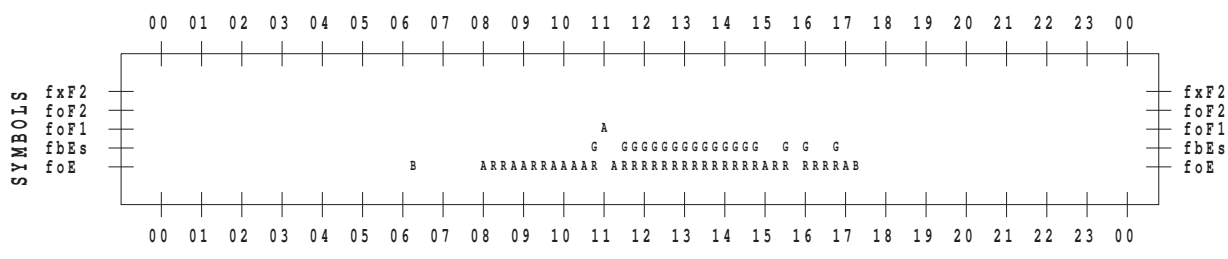 00 01 02 03 04 05 06 07 08 09 10 11 12 13 14 15 16 17 18 19 20 21 22 23 00
SYMBOLS
fxF2 fxF2
foF2 foF2
foF1 A foF1
fbEs G GGGGGGGGGGGGGG G G G fbEs
foE B ARRAARRAAAAR ARRRRRRRRRRRRRRARR RRRRAB foE
00 01 02 03 04 05 06 07 08 09 10 11 12 13 14 15 16 17 18 19 20 21 22 23 00